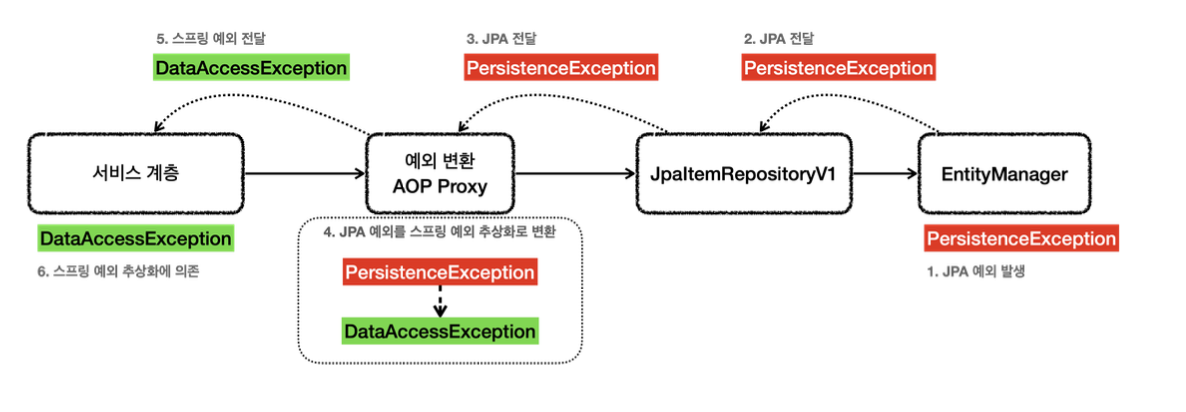 5. 스프링 예외 전달
DataAccessException
3. JPA 전달
PersistenceException
2. JPA 전달
PersistenceException
서비스 계층
예외 변환
AOP Proxy
JpaItemRepositoryV1
EntityManager
DataAccessException
6. 스프링 예외 추상화에 의존
4. JPA 예외를 스프링 예외 추상화로 변환
PersistenceException
DataAccessException
PersistenceException
1. JPA 예외 발생